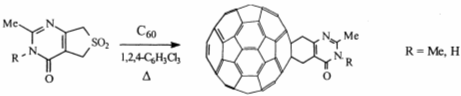 Me
N
N
R
O
SO2
C60
1,2,4-C6H3Cl3
Δ
N
Me
N
R
O
R = Me, H